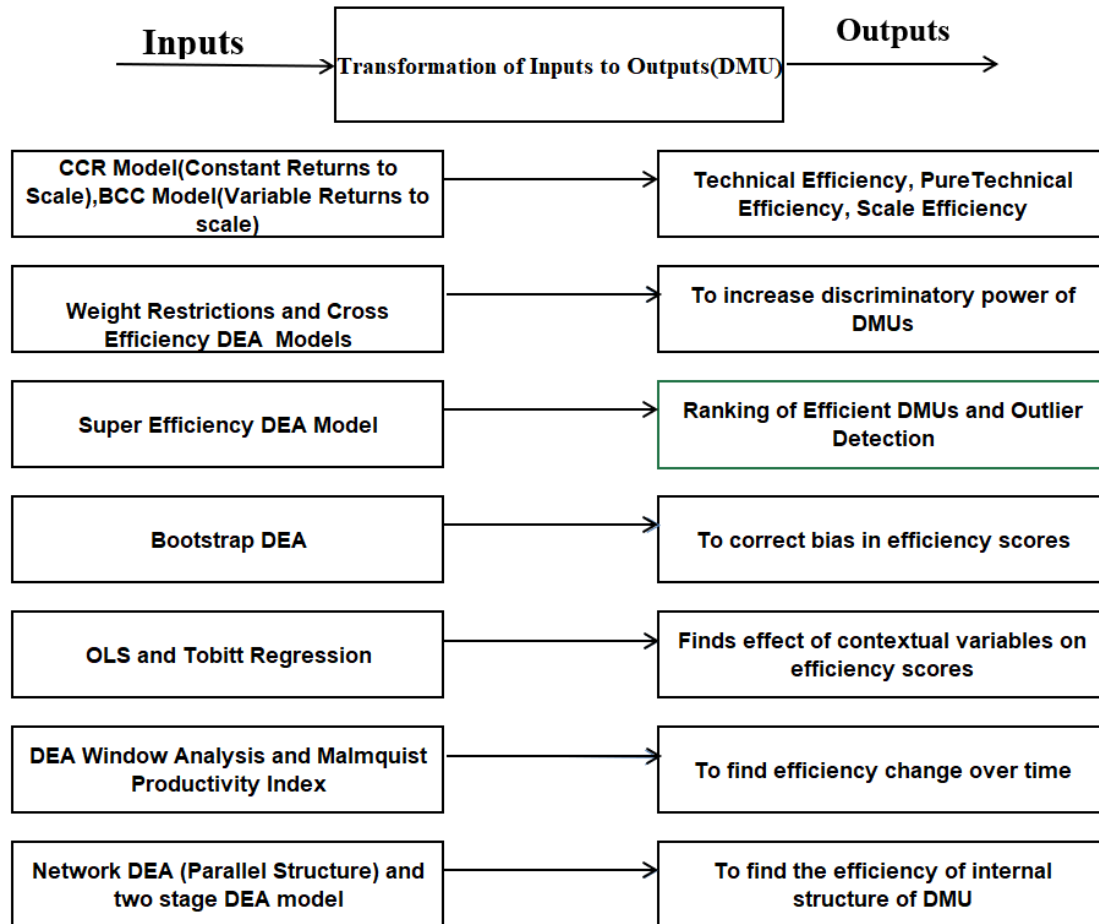 Inputs
Transformation of Inputs to Outputs(DMU)
Outputs
CCR Model(Constant Returns to
Scale),BCC Model(Variable Returns to
scale)
Technical Efficiency, PureTechnical
Efficiency, Scale Efficiency
Weight Restrictions and Cross
Efficiency DEA  Models
To increase discriminatory power of
DMUs
Super Efficiency DEA Model
Ranking of Efficient DMUs and Outlier
Detection
Bootstrap DEA
To correct bias in efficiency scores
OLS and Tobitt Regression
Finds effect of contextual variables on
efficiency scores
DEA Window Analysis and Malmquist
Productivity Index
To find efficiency change over time
Network DEA (Parallel Structure) and
two stage DEA model
To find the efficiency of internal
structure of DMU